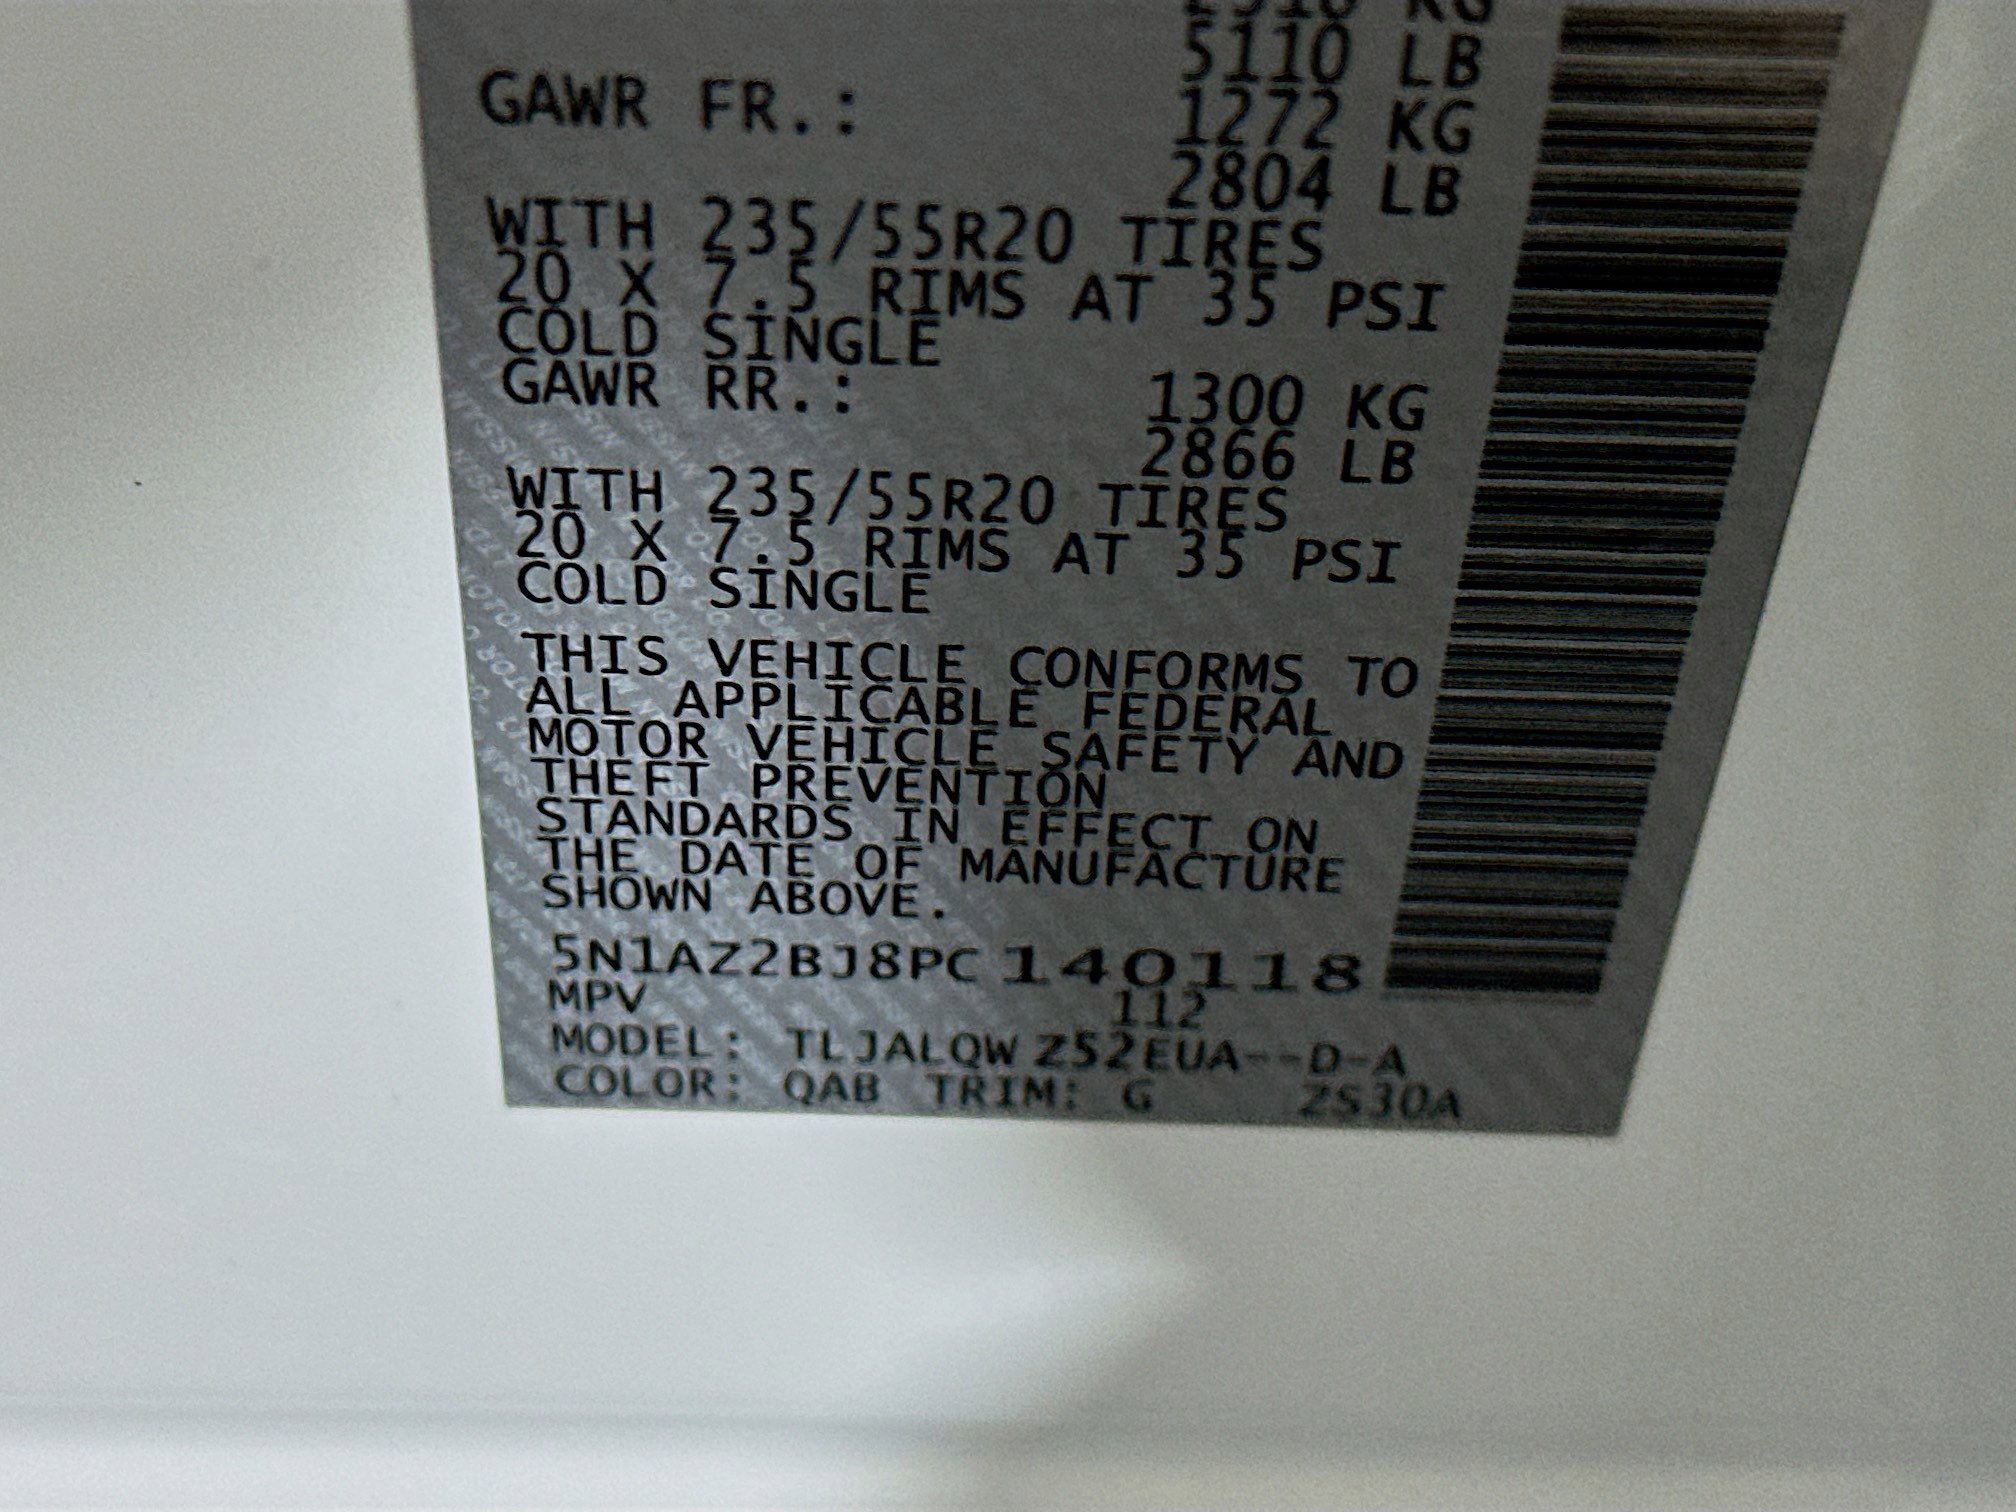 5110 LB
GAWR FR.: 1272 KG
2804 LB
WITH 235/55R20 TIRES
20 X 7.5 RIMS AT 35 PSI
COLD SINGLE
GAWR RR.: 1300 KG
2866 LB
WITH 235/55R20 TIRES
20 X 7.5 RIMS AT 35 PSI
COLD SINGLE
THIS VEHICLE CONFORMS TO
ALL APPLICABLE FEDERAL
MOTOR VEHICLE SAFETY AND
THEFT PREVENTION
STANDARDS IN EFFECT ON
THE DATE OF MANUFACTURE
SHOWN ABOVE.
5N1AZ2BJ8PC140118
MPV 112
MODEL: TLJALQW Z52EUA--D-A
COLOR: QAB TRIM: G ZS30A